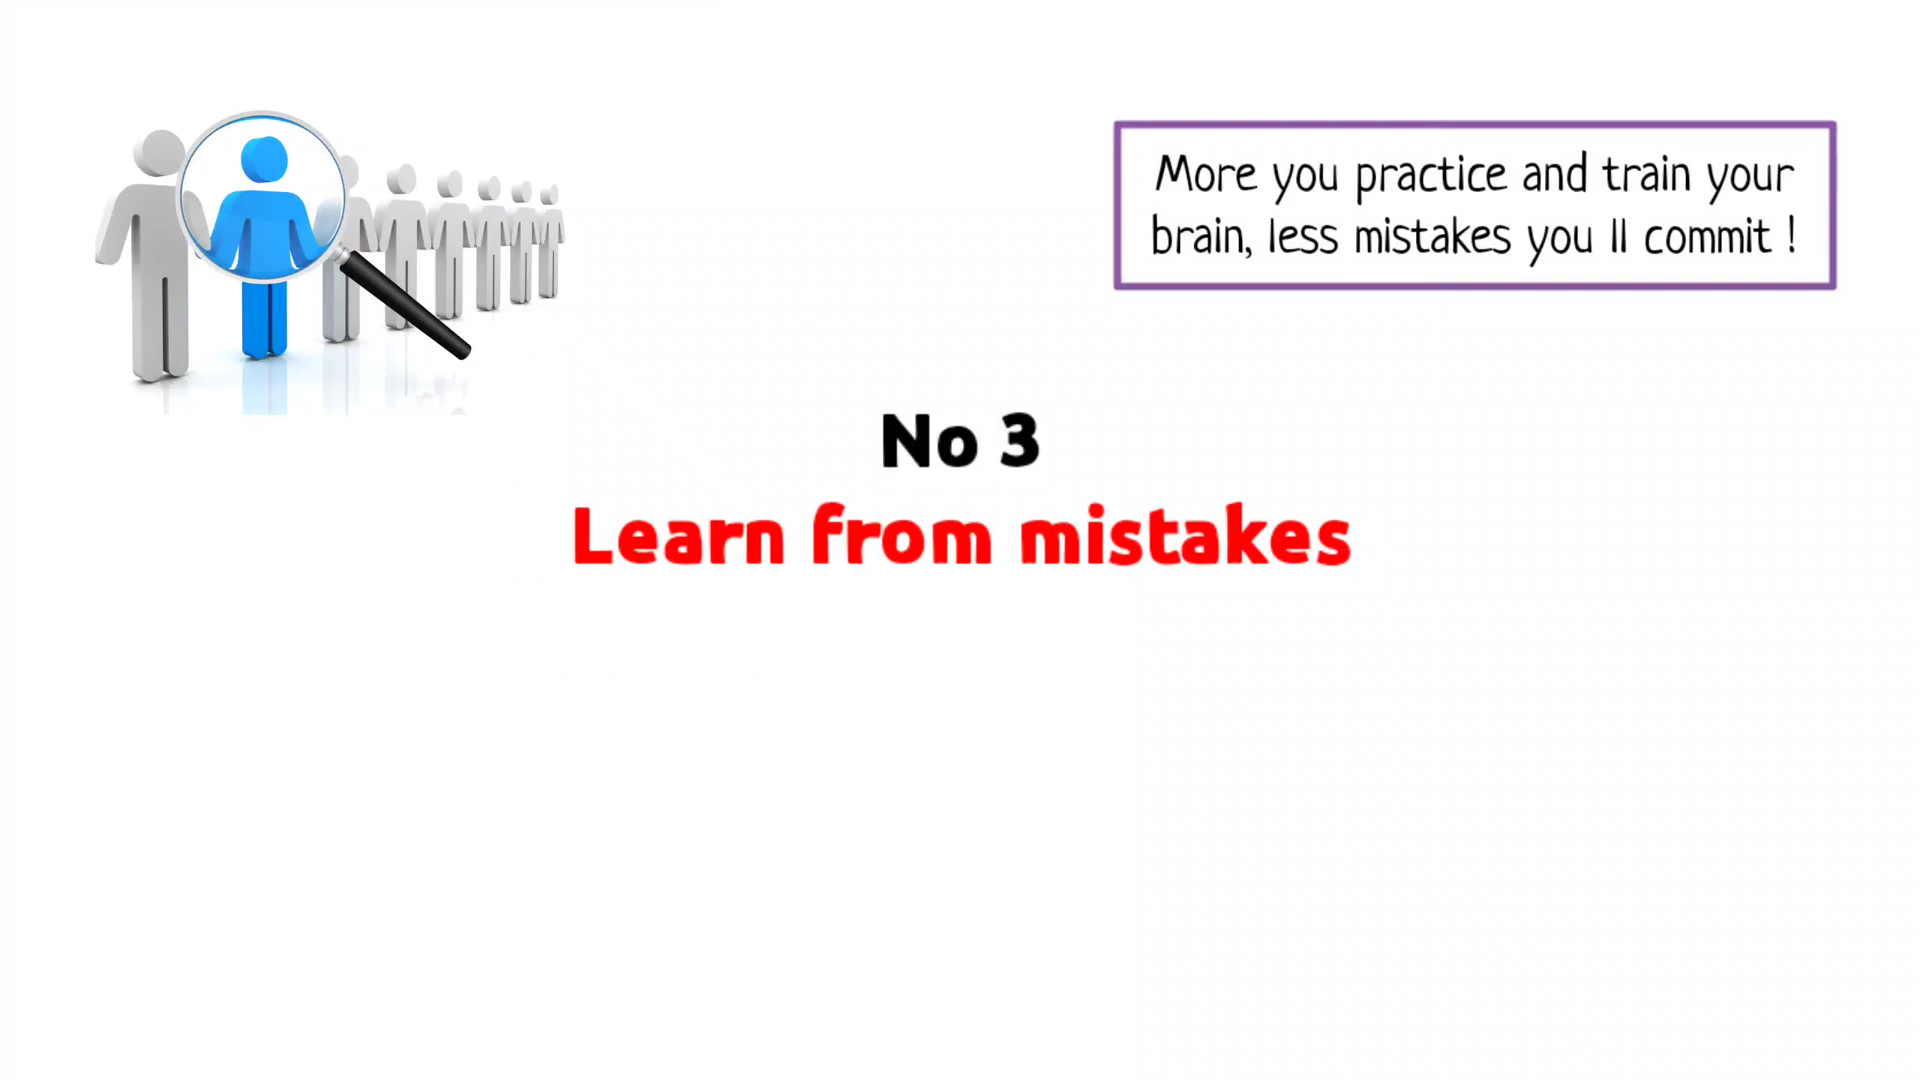 More you practice and train your
brain, less mistakes you ll commit !
No 3
Learn from mistakes